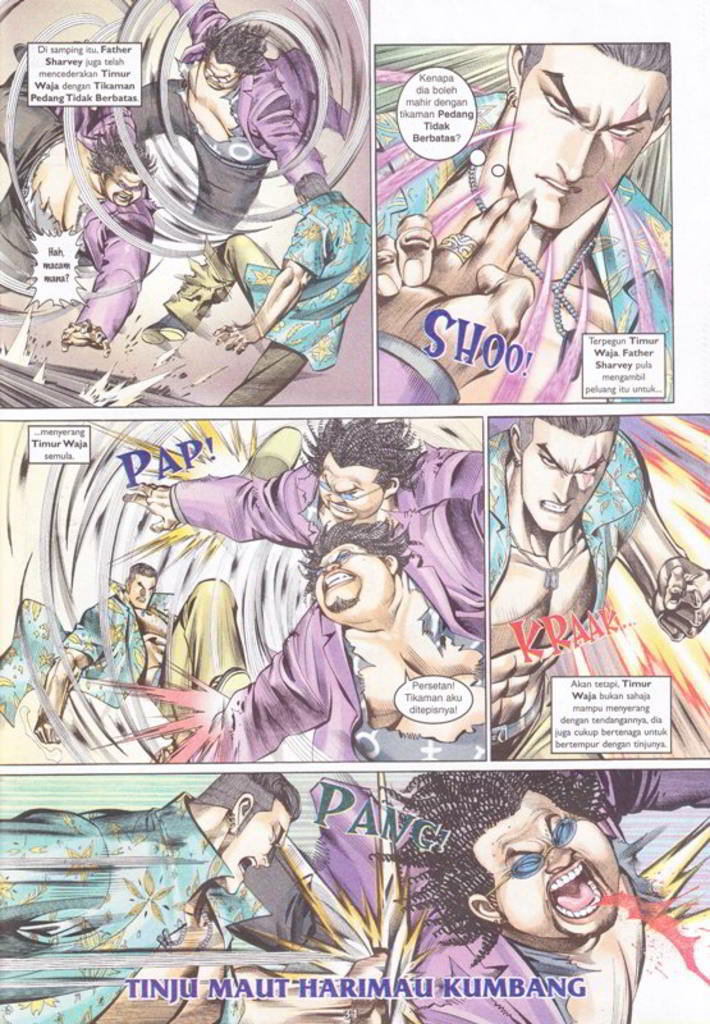 Di samping itu, Father
Sharvey juga telah
mencederakan Timur
Waja dengan Tikaman
Pedang Tidak Berbatas.
Hah,
macam
mana?
Kenapa
dia boleh
mahir dengan
tikaman Pedang
Tidak
Berbatas?
SHOO!
Terpegun Timur
Waja. Father
Sharvey pula
mengambil
peluang itu untuk...
...menyerang
Timur Waja
semula.
PAP!
Persetan!
Tikaman aku
ditepisnya!
KRAAK...
Akan tetapi, Timur
Waja bukan sahaja
mampu menyerang
dengan tendangannya, dia
juga cukup bertenaga untuk
bertempur dengan tinjunya.
PANG!
TINJU MAUT HARIMAU KUMBANG